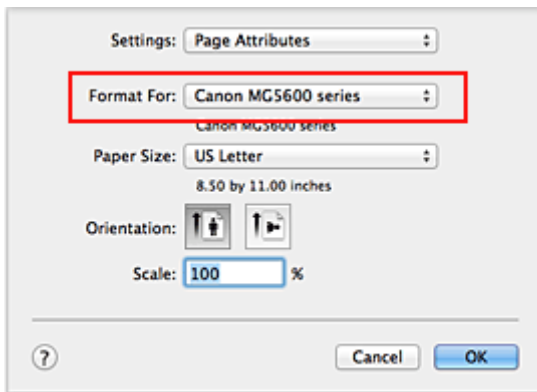 Settings: Page Attributes
Format For: Canon MG5600 series
Canon MG5600 series
Paper Size: US Letter
8.50 by 11.00 inches
Orientation:
Scale: 100 %
? Cancel OK